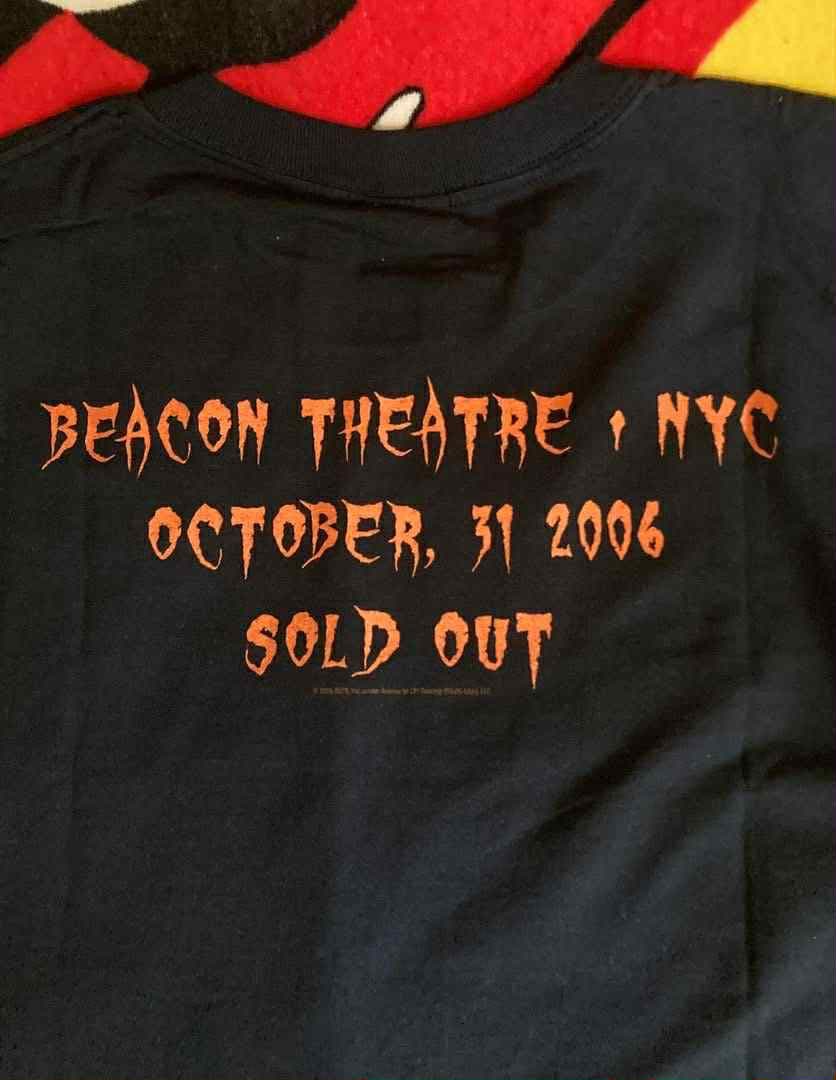 BEACON THEATRE • NYC
OCTOBER, 31 2006
SOLD OUT